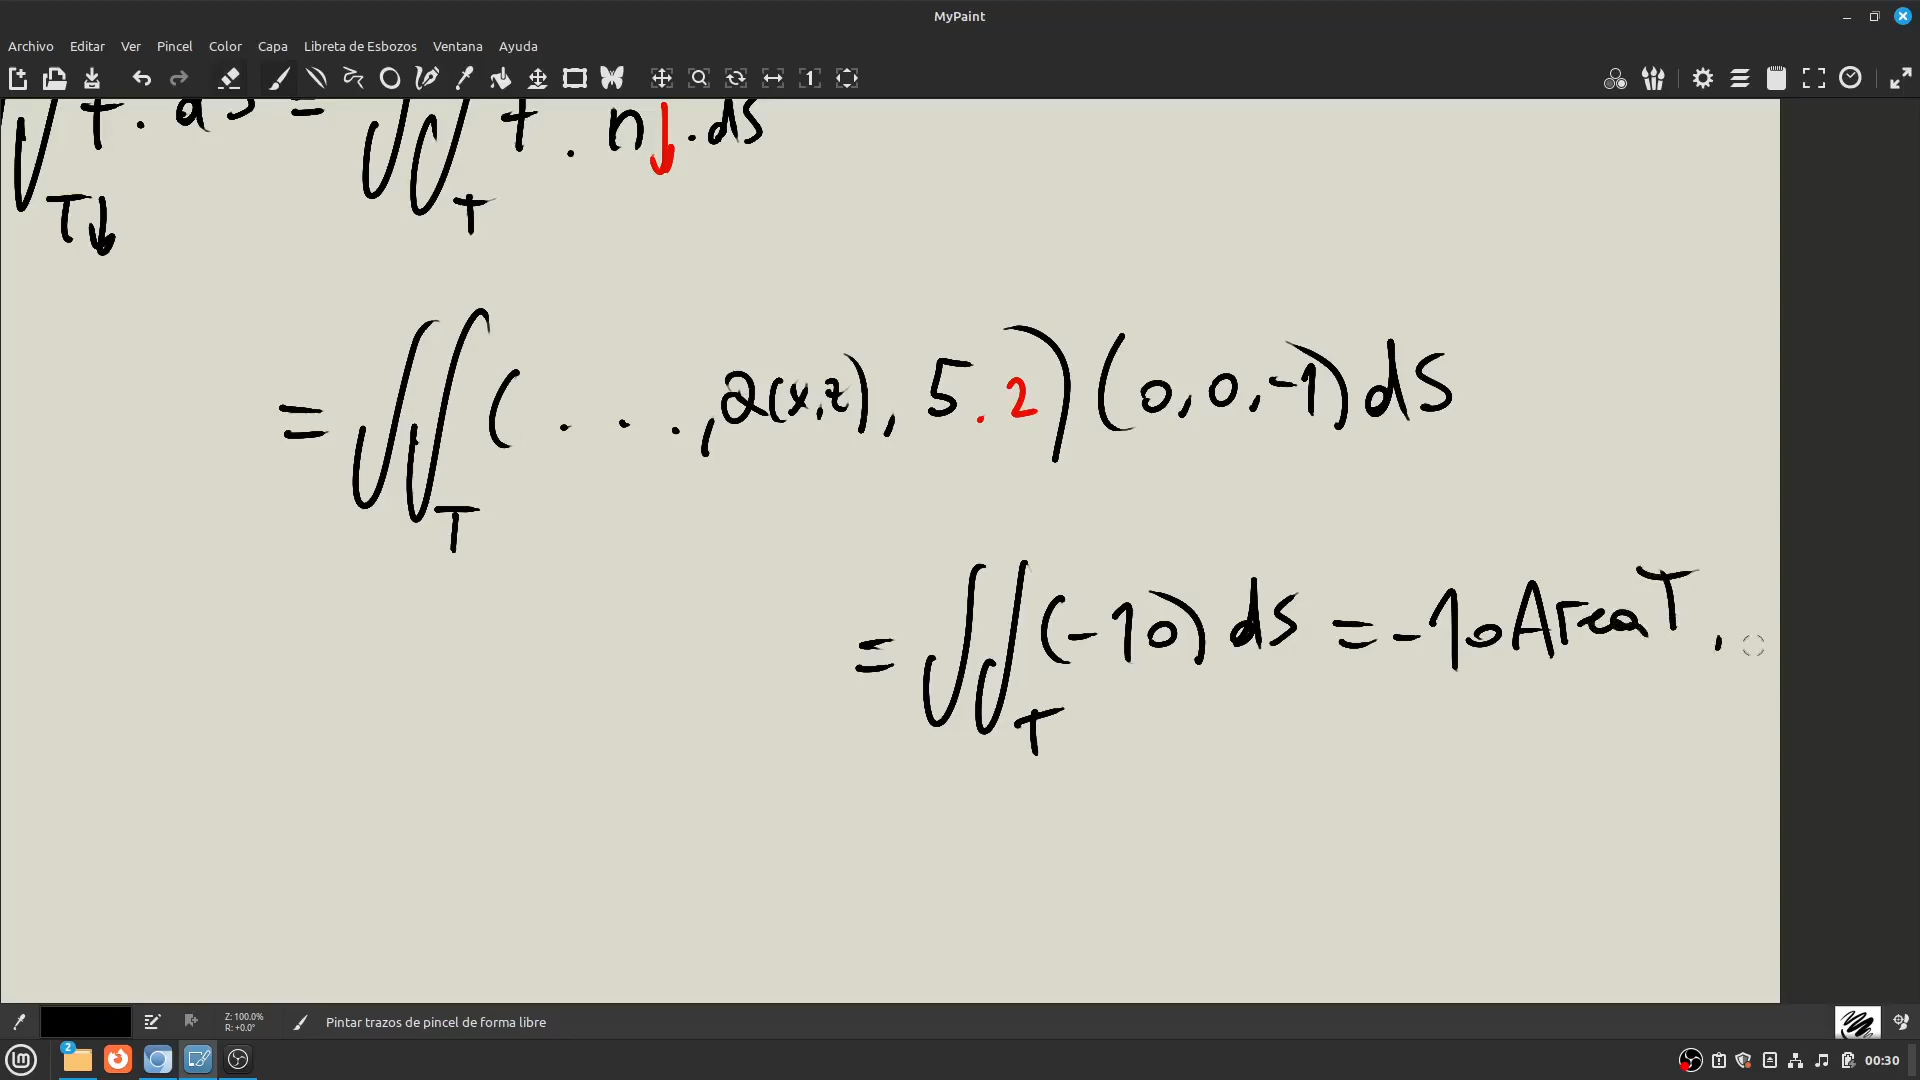 MyPaint
Archivo Editar Ver Pincel Color Capa Libreta de Esbozos Ventana Ayuda
∬ F . dS = ∬ F . n↓ . dS
T↓ T
= ∬ ( . . . , Q(x,z), 5 . 2 ) (0, 0, -1) dS
T
= ∬ (-10) dS = -10 Area T .
T
Z: 100.0%
R: +0.0°
Pintar trazos de pincel de forma libre
2
00:30